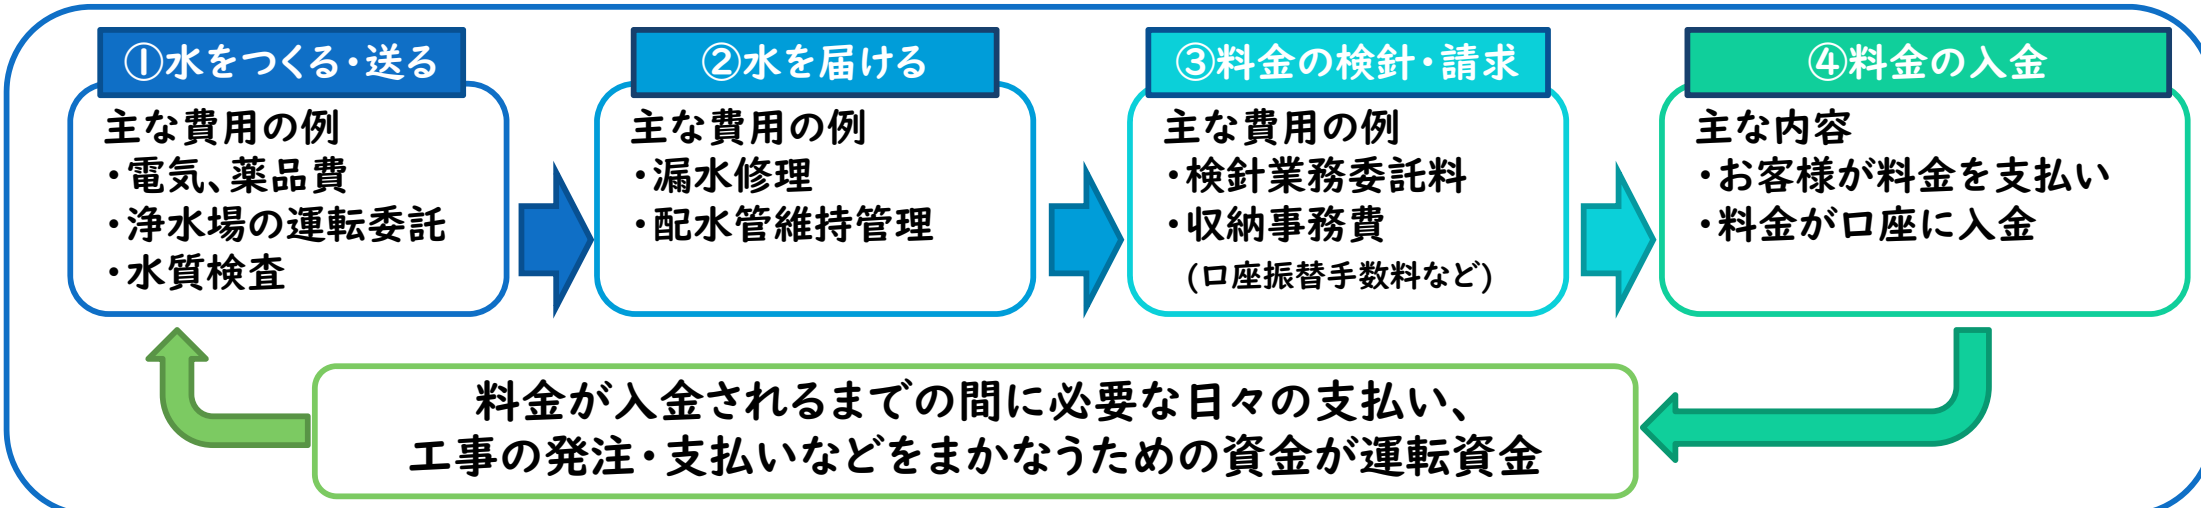 ①水をつくる・送る
主な費用の例
・電気、薬品費
・浄水場の運転委託
・水質検査
②水を届ける
主な費用の例
・漏水修理
・配水管維持管理
③料金の検針・請求
主な費用の例
・検針業務委託料
・収納事務費
(口座振替手数料など)
④料金の入金
主な内容
・お客様が料金を支払い
・料金が口座に入金
料金が入金されるまでの間に必要な日々の支払い、
工事の発注・支払いなどをまかなうための資金が運転資金